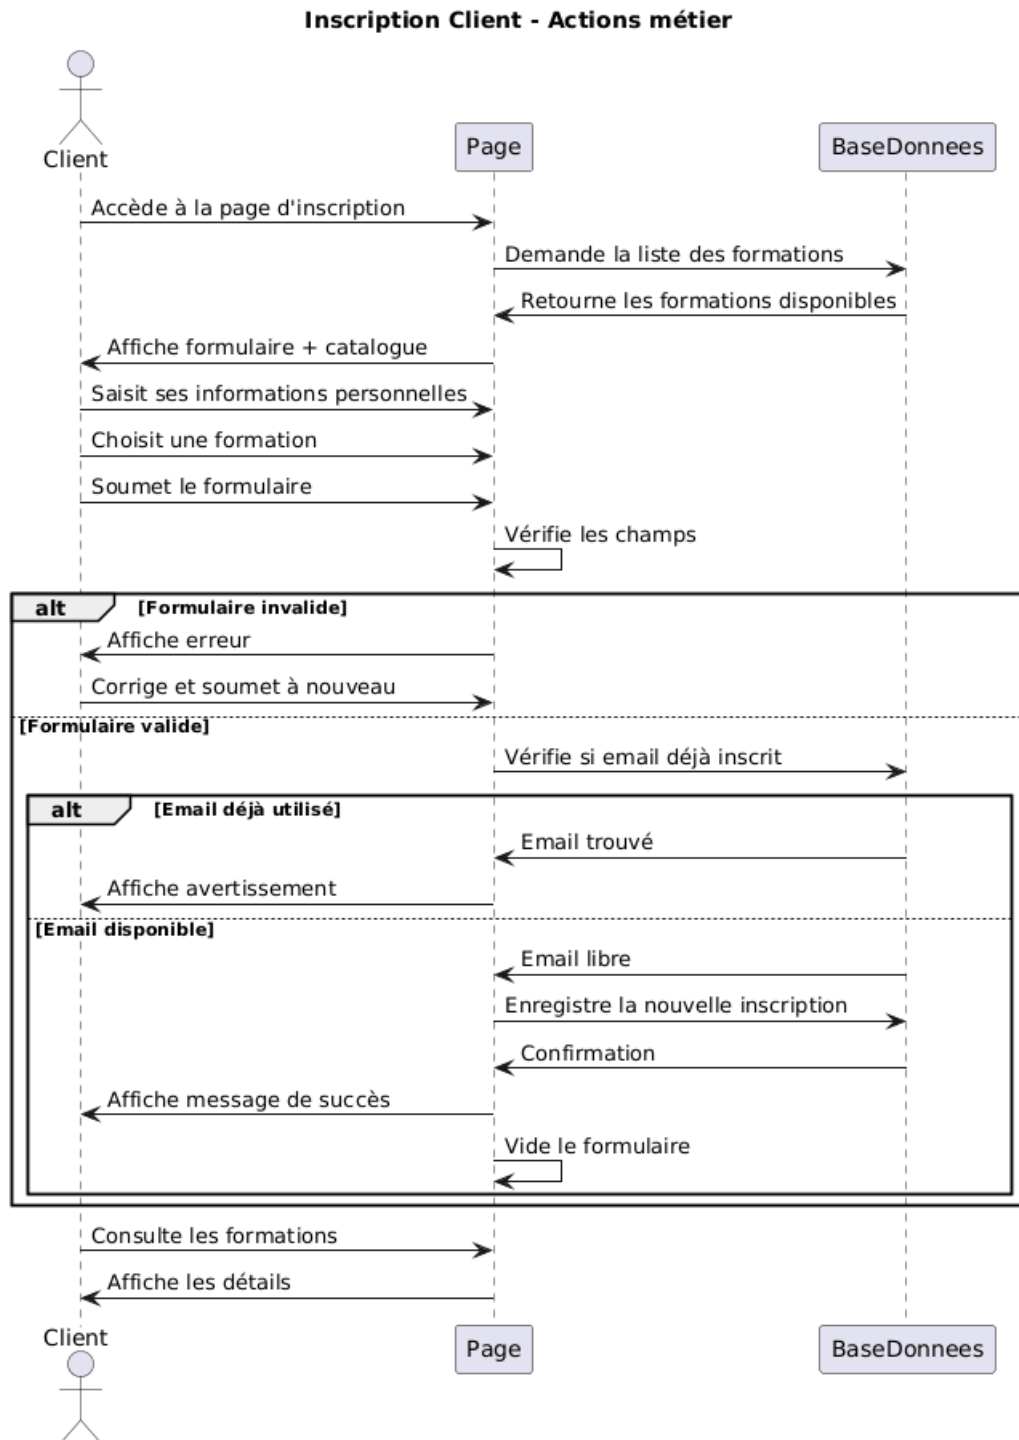 Inscription Client - Actions métier
Client
Page
BaseDonnees
Accède à la page d'inscription
Demande la liste des formations
Retourne les formations disponibles
Affiche formulaire + catalogue
Saisit ses informations personnelles
Choisit une formation
Soumet le formulaire
Vérifie les champs
alt [Formulaire invalide]
Affiche erreur
Corrige et soumet à nouveau
[Formulaire valide]
Vérifie si email déjà inscrit
alt [Email déjà utilisé]
Email trouvé
Affiche avertissement
[Email disponible]
Email libre
Enregistre la nouvelle inscription
Confirmation
Affiche message de succès
Vide le formulaire
Consulte les formations
Affiche les détails
Client
Page
BaseDonnees